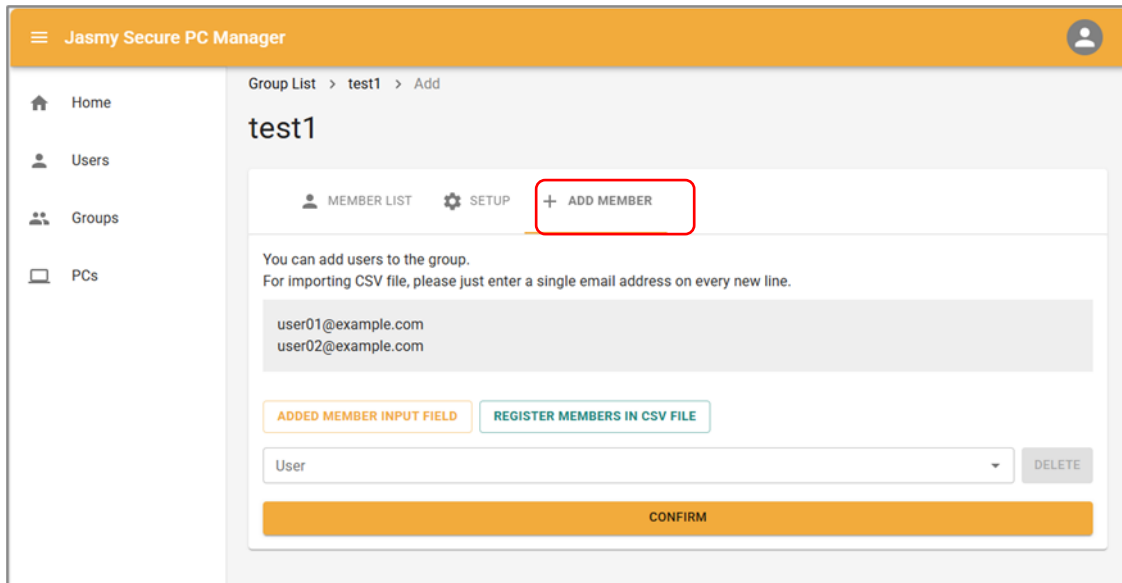 Jasmy Secure PC Manager
Group List > test1 > Add
Home
test1
Users
Groups
PCs
MEMBER LIST
SETUP
+ ADD MEMBER
You can add users to the group.
For importing CSV file, please just enter a single email address on every new line.
user01@example.com
user02@example.com
ADDED MEMBER INPUT FIELD
REGISTER MEMBERS IN CSV FILE
User
DELETE
CONFIRM